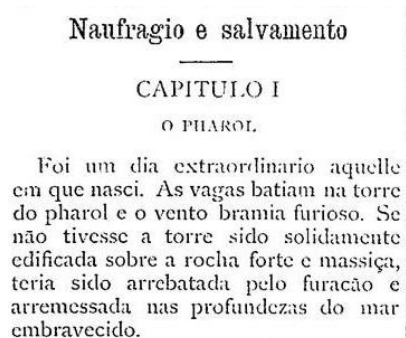 Naufragio e salvamento
CAPITULO I
O PHAROL
Foi um dia extraordinario aquelle
em que nasci. As vagas batiam na torre
do pharol e o vento bramia furioso. Se
não tivesse a torre sido solidamente
edificada sobre a rocha forte e massiça,
teria sido arrebatada pelo furacão e
arremessada nas profundezas do mar
embravecido.